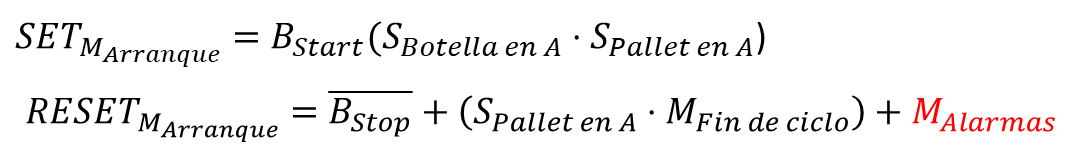 SET_{M_{Arranque}} = B_{Start}(S_{Botella en A} · S_{Pallet en A})
RESET_{M_{Arranque}} = \overline{B_{Stop}} + (S_{Pallet en A} · M_{Fin de ciclo}) + M_{Alarmas}